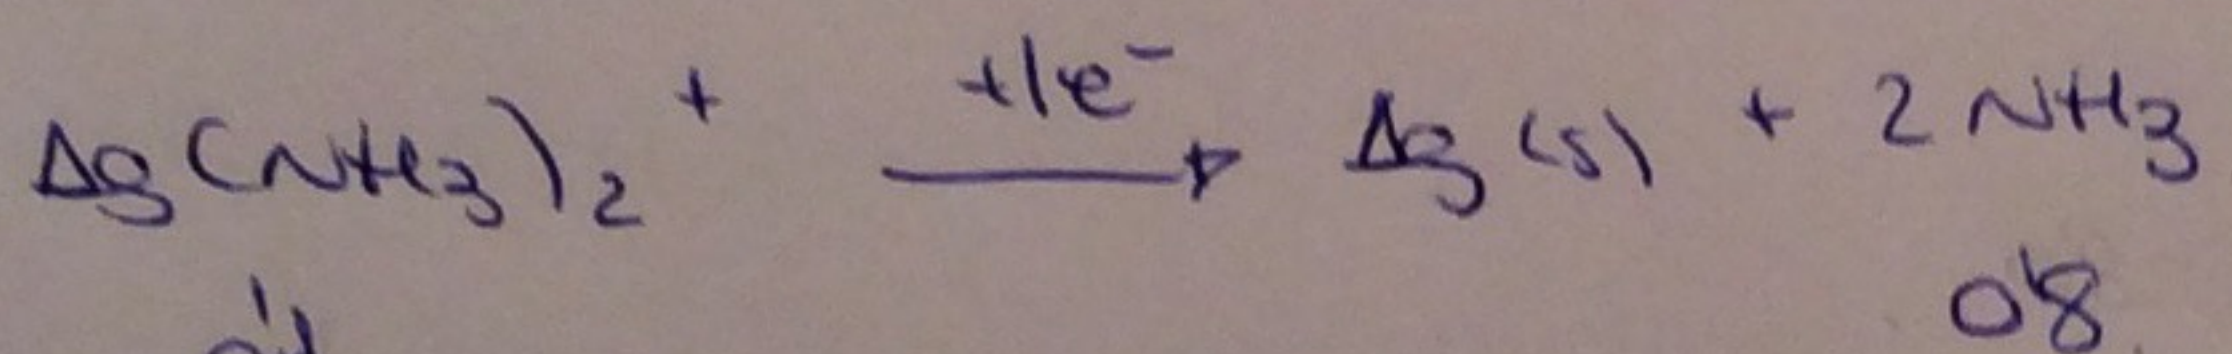 Ag(NH3)2+ +1e- → Ag(s) + 2NH3
0'8